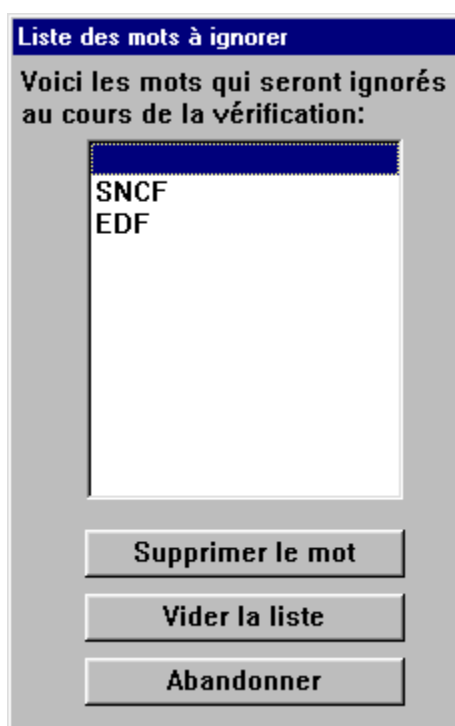 Liste des mots à ignorer
Voici les mots qui seront ignorés
au cours de la vérification:
SNCF
EDF
Supprimer le mot
Vider la liste
Abandonner